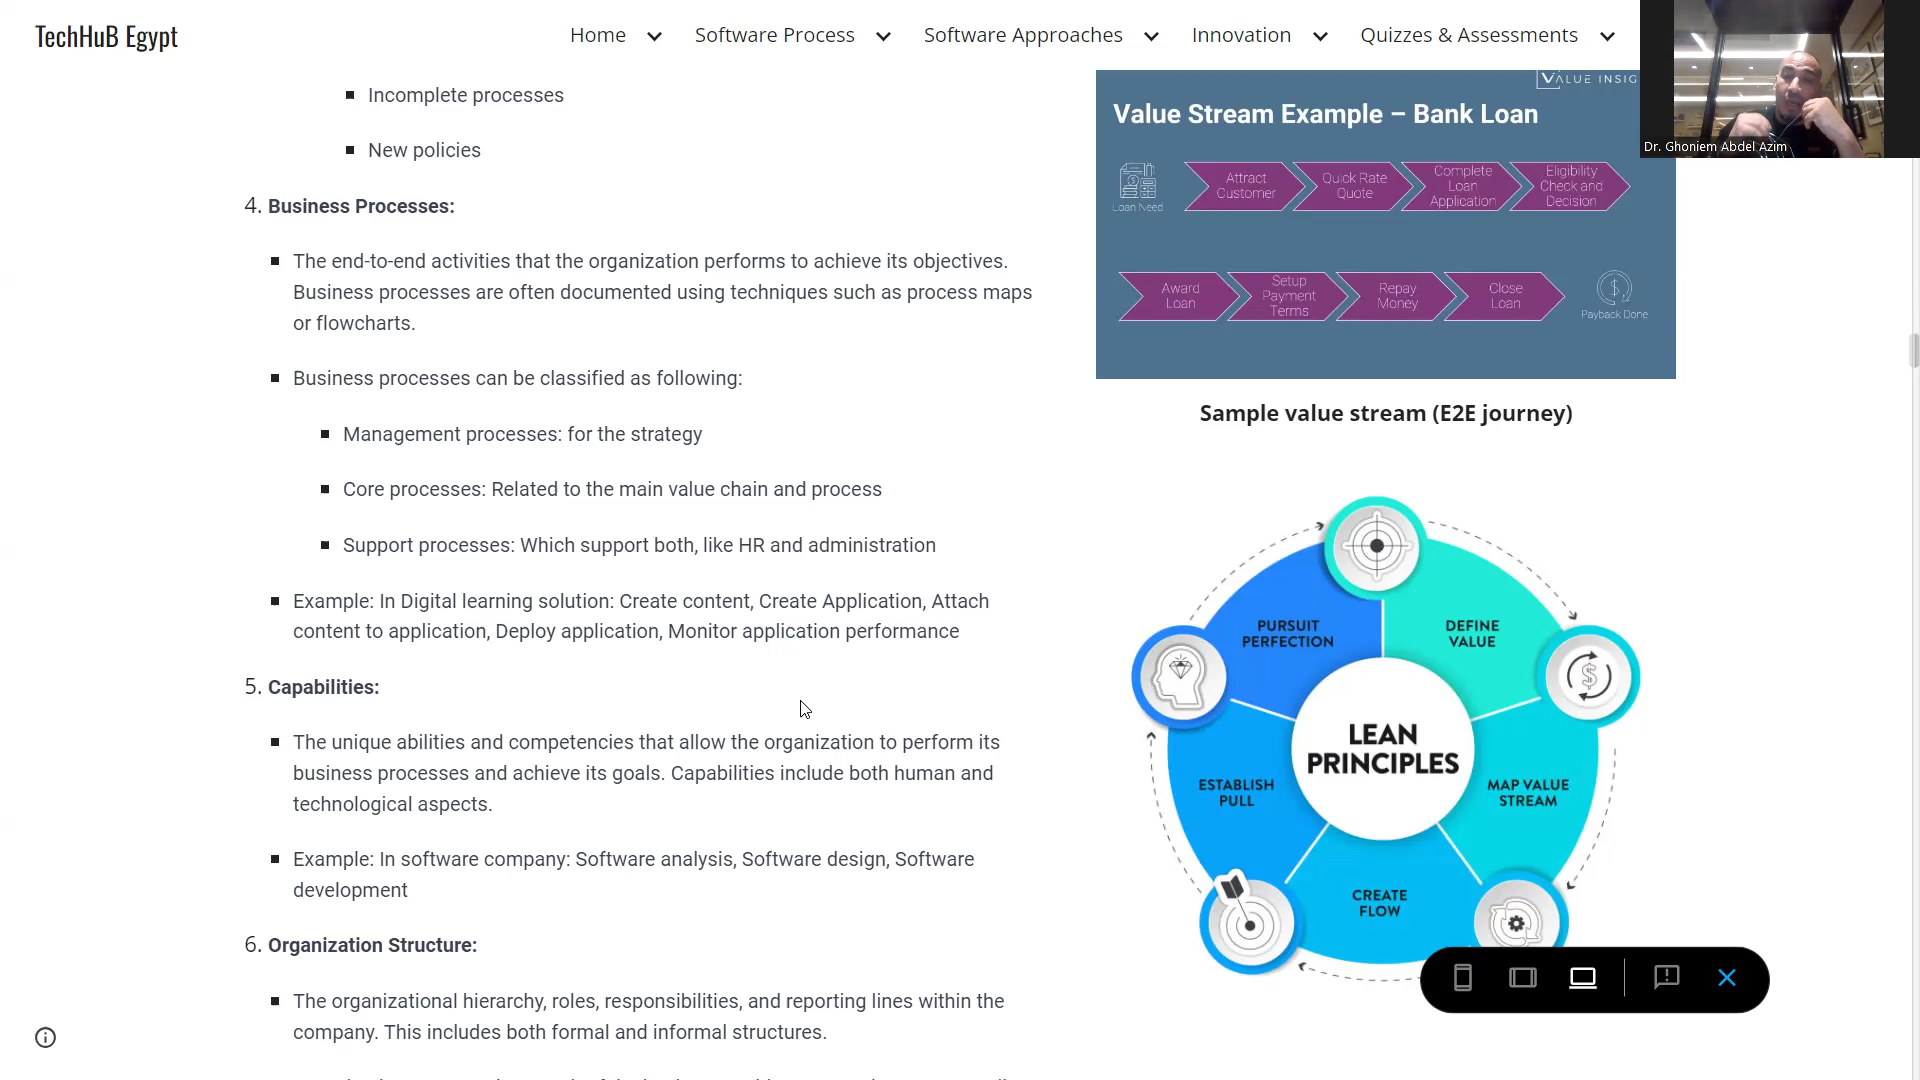 TechHuB Egypt
Home
Software Process
Software Approaches
Innovation
Quizzes & Assessments
Dr. Ghoniem Abdel Azim
Incomplete processes
New policies
4. Business Processes:
The end-to-end activities that the organization performs to achieve its objectives.
Business processes are often documented using techniques such as process maps
or flowcharts.
Business processes can be classified as following:
Management processes: for the strategy
Core processes: Related to the main value chain and process
Support processes: Which support both, like HR and administration
Example: In Digital learning solution: Create content, Create Application, Attach
content to application, Deploy application, Monitor application performance
5. Capabilities:
The unique abilities and competencies that allow the organization to perform its
business processes and achieve its goals. Capabilities include both human and
technological aspects.
Example: In software company: Software analysis, Software design, Software
development
6. Organization Structure:
The organizational hierarchy, roles, responsibilities, and reporting lines within the
company. This includes both formal and informal structures.
VALUE INSIG
Value Stream Example – Bank Loan
Loan Need
Attract
Customer
Quick Rate
Quote
Complete
Loan
Application
Eligibility
Check and
Decision
Award
Loan
Setup
Payment
Terms
Repay
Money
Close
Loan
Payback Done
Sample value stream (E2E journey)
LEAN
PRINCIPLES
DEFINE
VALUE
MAP VALUE
STREAM
CREATE
FLOW
ESTABLISH
PULL
PURSUIT
PERFECTION